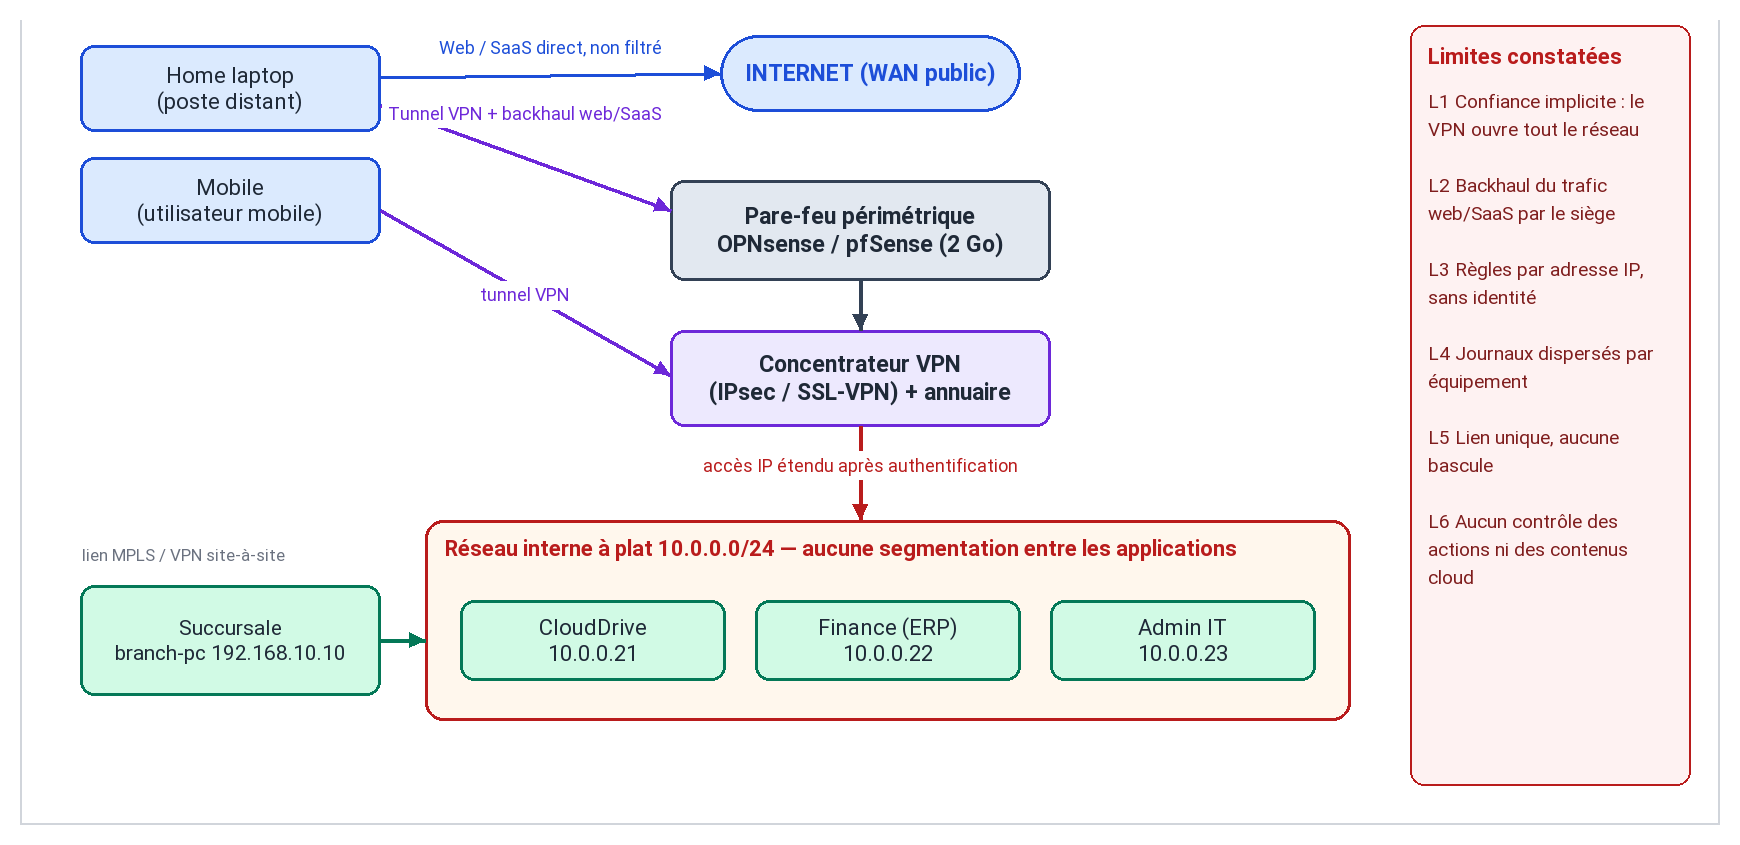 Home laptop
(poste distant)
Web / SaaS direct, non filtré
INTERNET (WAN public)
Tunnel VPN + backhaul web/SaaS
Mobile
(utilisateur mobile)
tunnel VPN
Pare-feu périmétrique
OPNsense / pfSense (2 Go)
Concentrateur VPN
(IPsec / SSL-VPN) + annuaire
accès IP étendu après authentification
lien MPLS / VPN site-à-site
Succursale
branch-pc 192.168.10.10
Réseau interne à plat 10.0.0.0/24 — aucune segmentation entre les applications
CloudDrive
10.0.0.21
Finance (ERP)
10.0.0.22
Admin IT
10.0.0.23
Limites constatées
L1 Confiance implicite : le
VPN ouvre tout le réseau
L2 Backhaul du trafic
web/SaaS par le siège
L3 Règles par adresse IP,
sans identité
L4 Journaux dispersés par
équipement
L5 Lien unique, aucune
bascule
L6 Aucun contrôle des
actions ni des contenus
cloud